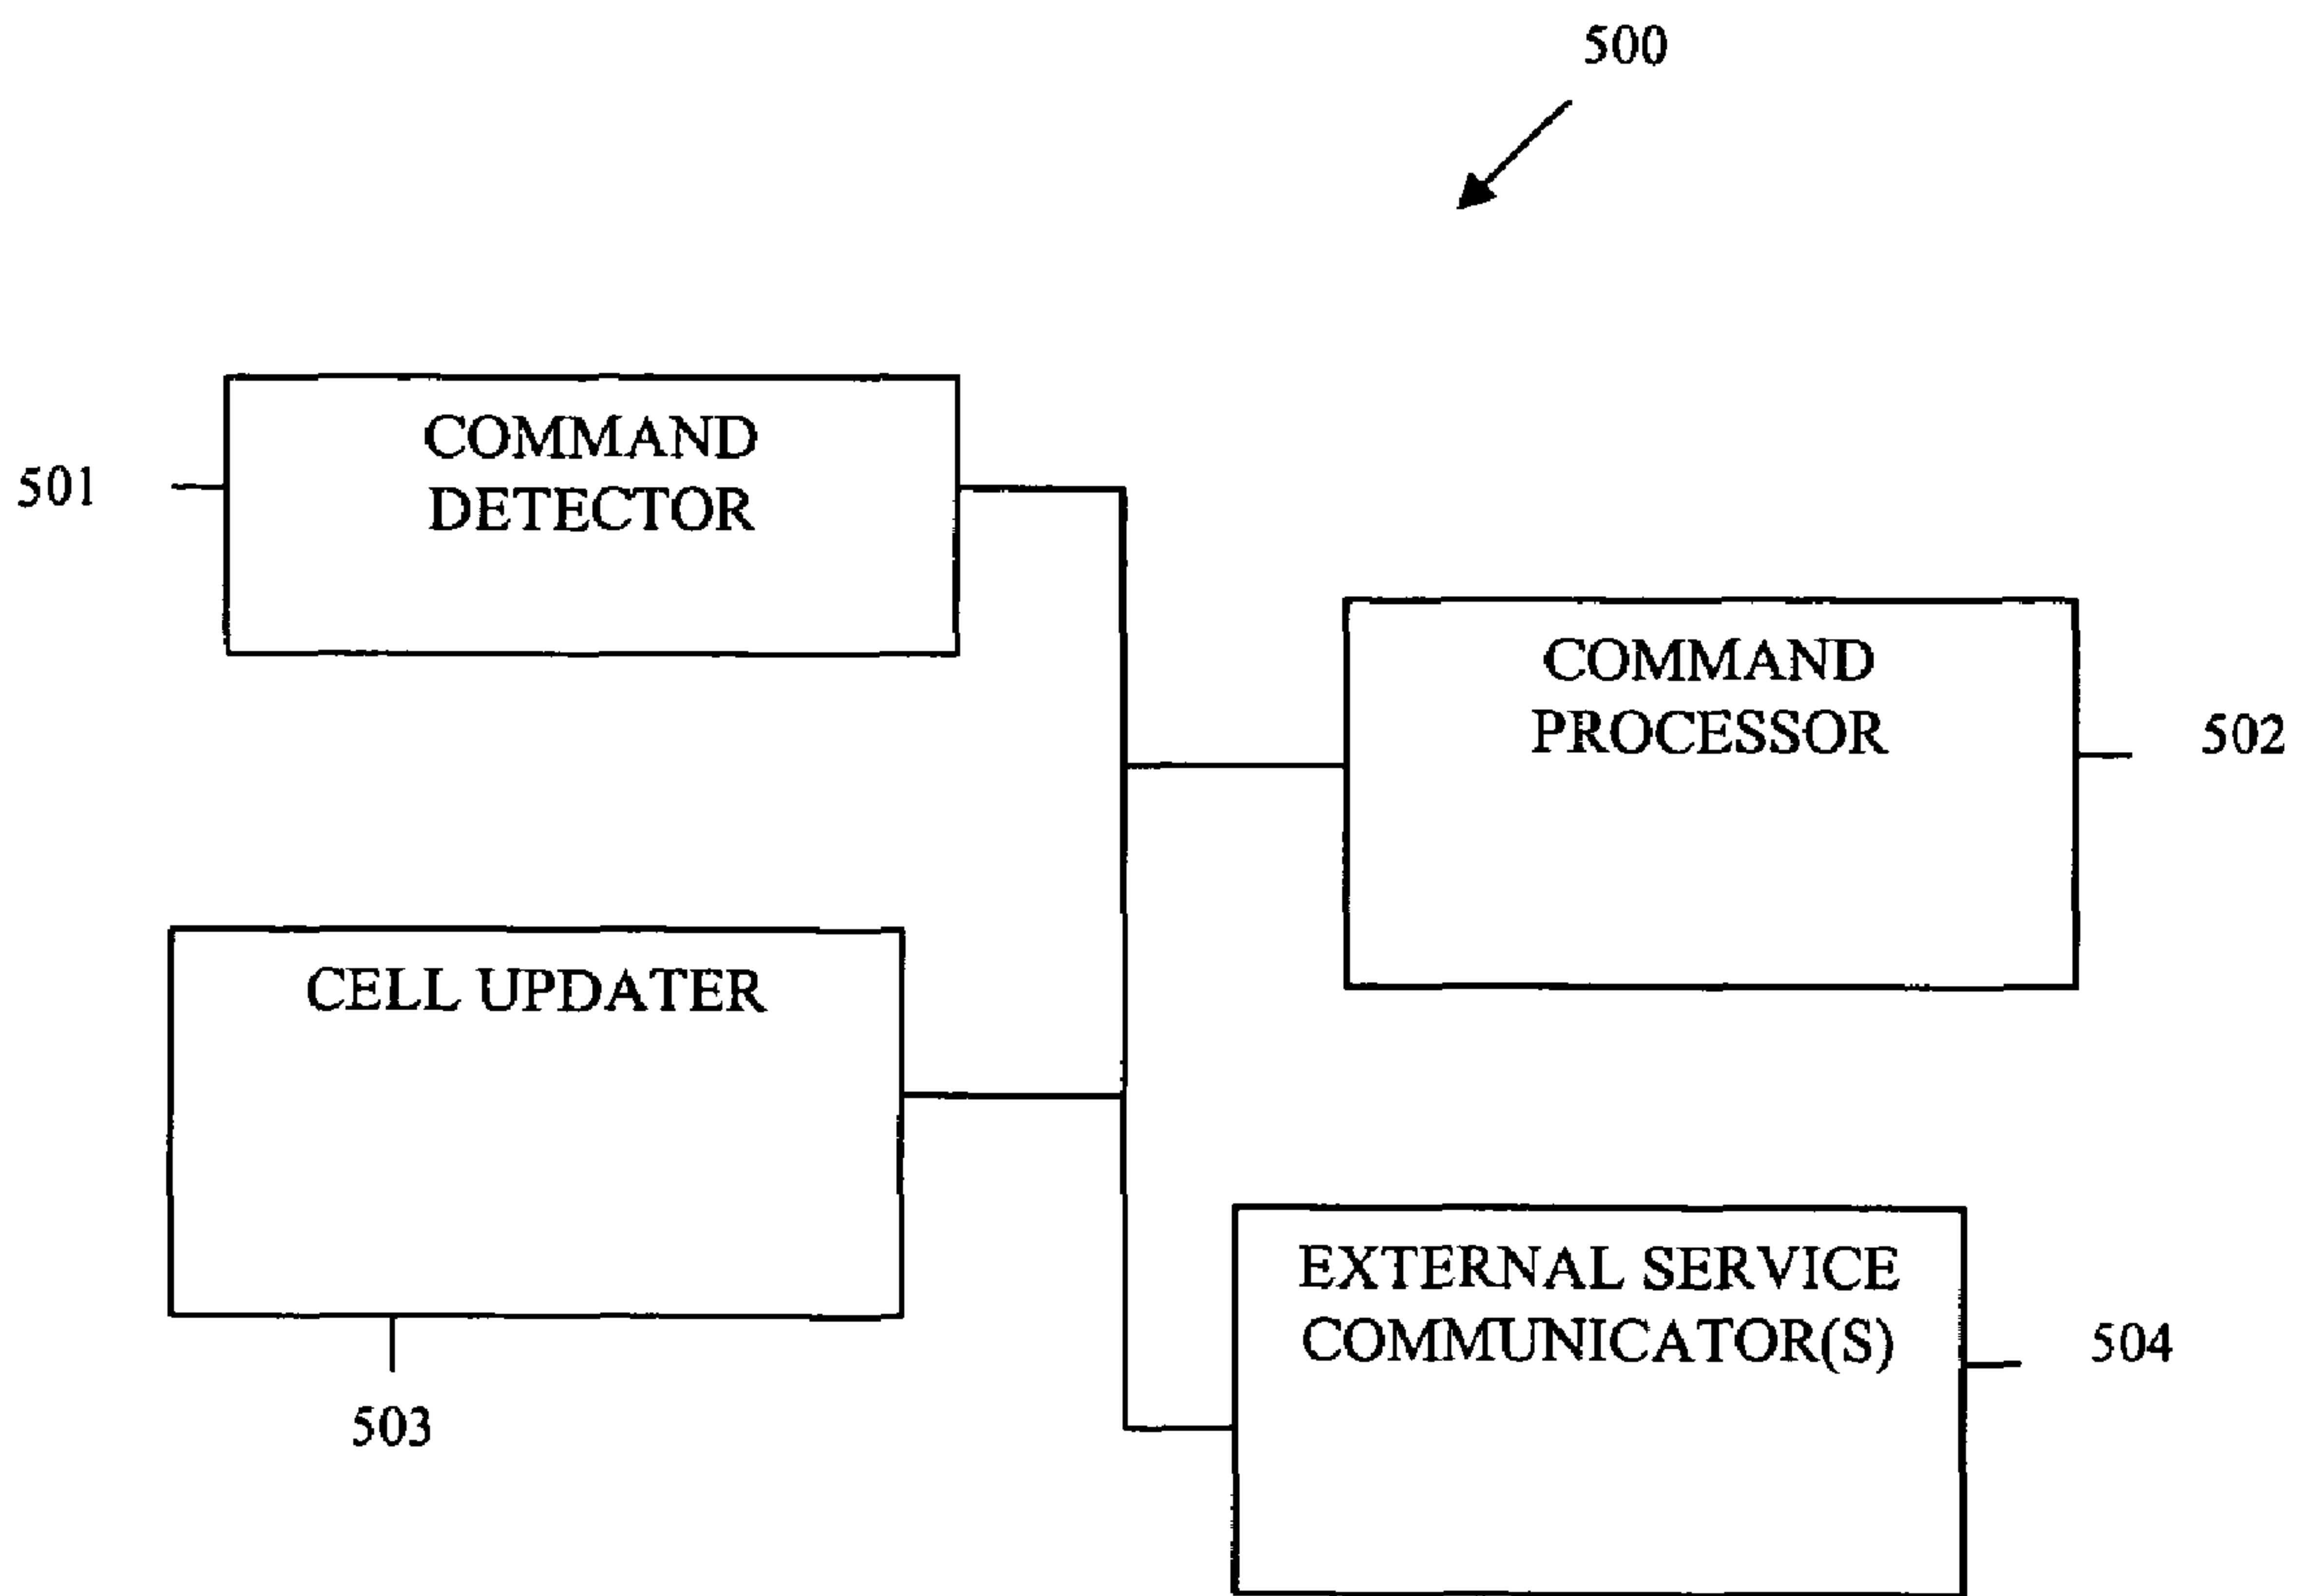 500
COMMAND
DETECTOR
501
COMMAND
PROCESSOR
502
CELL UPDATER
503
EXTERNAL SERVICE
COMMUNICATOR(S)
504